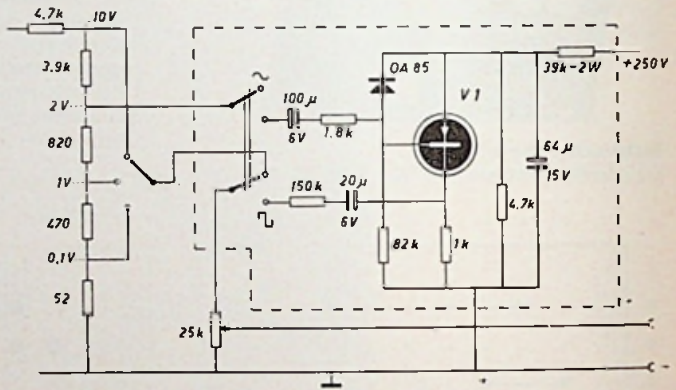 4.7k
10V
3.9k
2V
820
1V
470
0,1V
52
25k
100µ
6V
1.8k
150k
20µ
6V
OA 85
V1
82k
1k
4.7k
64µ
15V
39k-2W
+250V
+
-